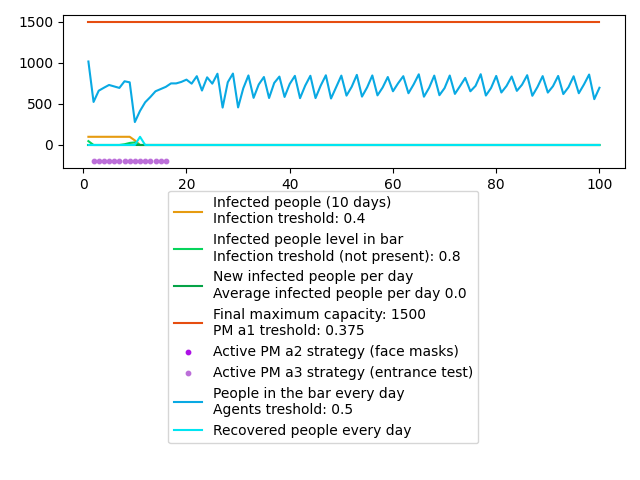 1500
1000
500
0
0
20
40
60
80
100
Infected people (10 days)
Infection treshold: 0.4
Infected people level in bar
Infection treshold (not present): 0.8
New infected people per day
Average infected people per day 0.0
Final maximum capacity: 1500
PM a1 treshold: 0.375
Active PM a2 strategy (face masks)
Active PM a3 strategy (entrance test)
People in the bar every day
Agents treshold: 0.5
Recovered people every day